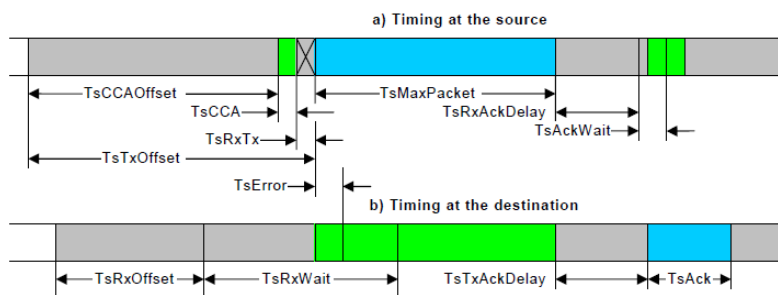 a) Timing at the source
TsCCAOffset
TsMaxPacket
TsCCA
TsRxAckDelay
TsRxTx
TsAckWait
TsTxOffset
TsError
b) Timing at the destination
TsRxOffset
TsRxWait
TsTxAckDelay
TsAck